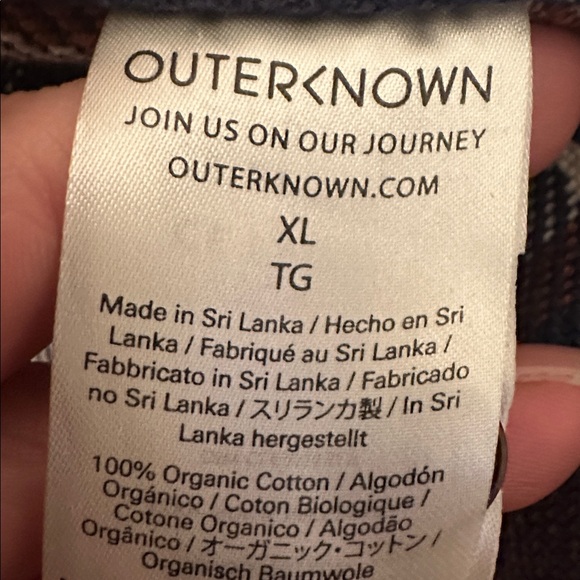 OUTERKNOWN
JOIN US ON OUR JOURNEY
OUTERKNOWN.COM
XL
TG
Made in Sri Lanka / Hecho en Sri
Lanka / Fabriqué au Sri Lanka /
Fabbricato in Sri Lanka / Fabricado
no Sri Lanka / スリランカ製 / In Sri
Lanka hergestellt
100% Organic Cotton / Algodón
Orgánico / Coton Biologique /
Cotone Organico / Algodão
Orgânico / オーガニック・コットン /
Organisch Baumwole